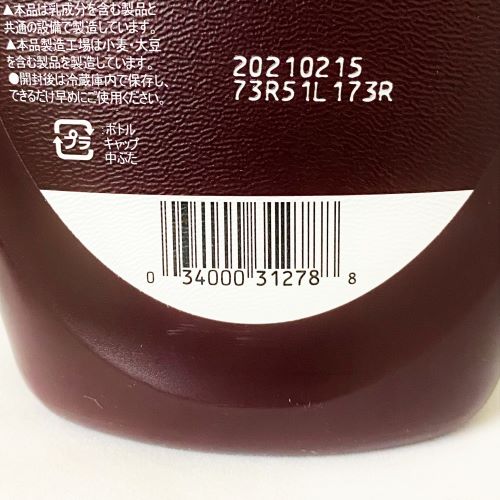 ▲本品は乳成分を含む製品と
共通の設備で製造しています。
▲本品製造工場は小麦・大豆
を含む製品を製造しています。
●開封後は冷蔵庫内で保存し、
できるだけ早めにご使用ください。
プラ
:ボトル
キャップ
中ぶた
20210215
73R51L173R
0 34000 31278 8